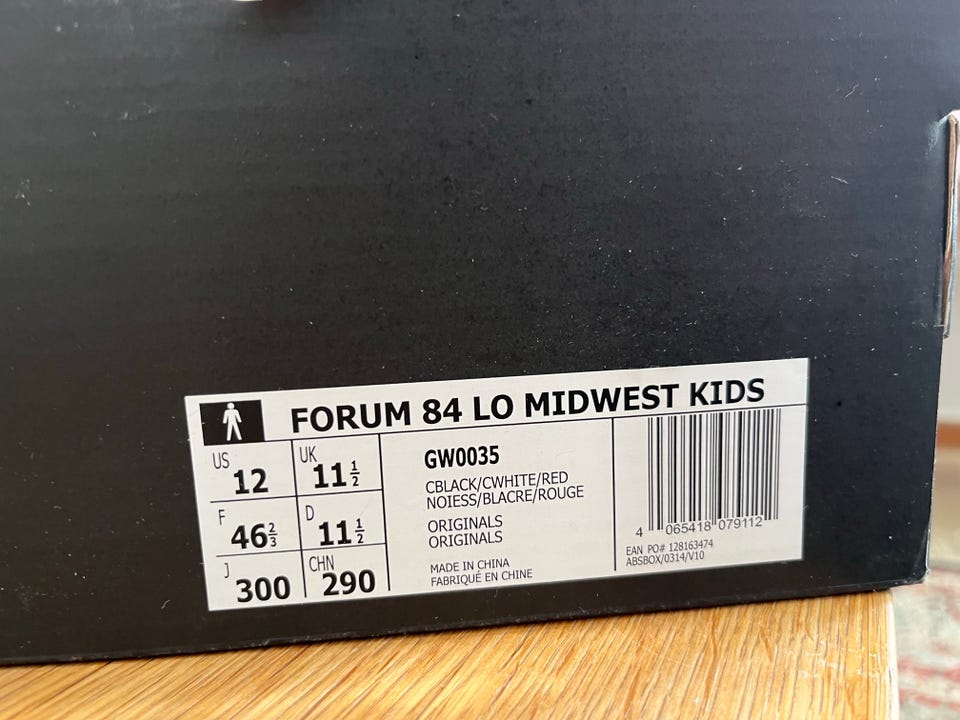 FORUM 84 LO MIDWEST KIDS
US 12
UK 11 1/2
F 46 2/3
D 11 1/2
J 300
CHN 290
GW0035
CBLACK/CWHITE/RED
NOIESS/BLACRE/ROUGE
ORIGINALS
ORIGINALS
MADE IN CHINA
FABRIQUÉ EN CHINE
4 065418 079112
EAN PO# 128163474
ABSBOX/0314/V10